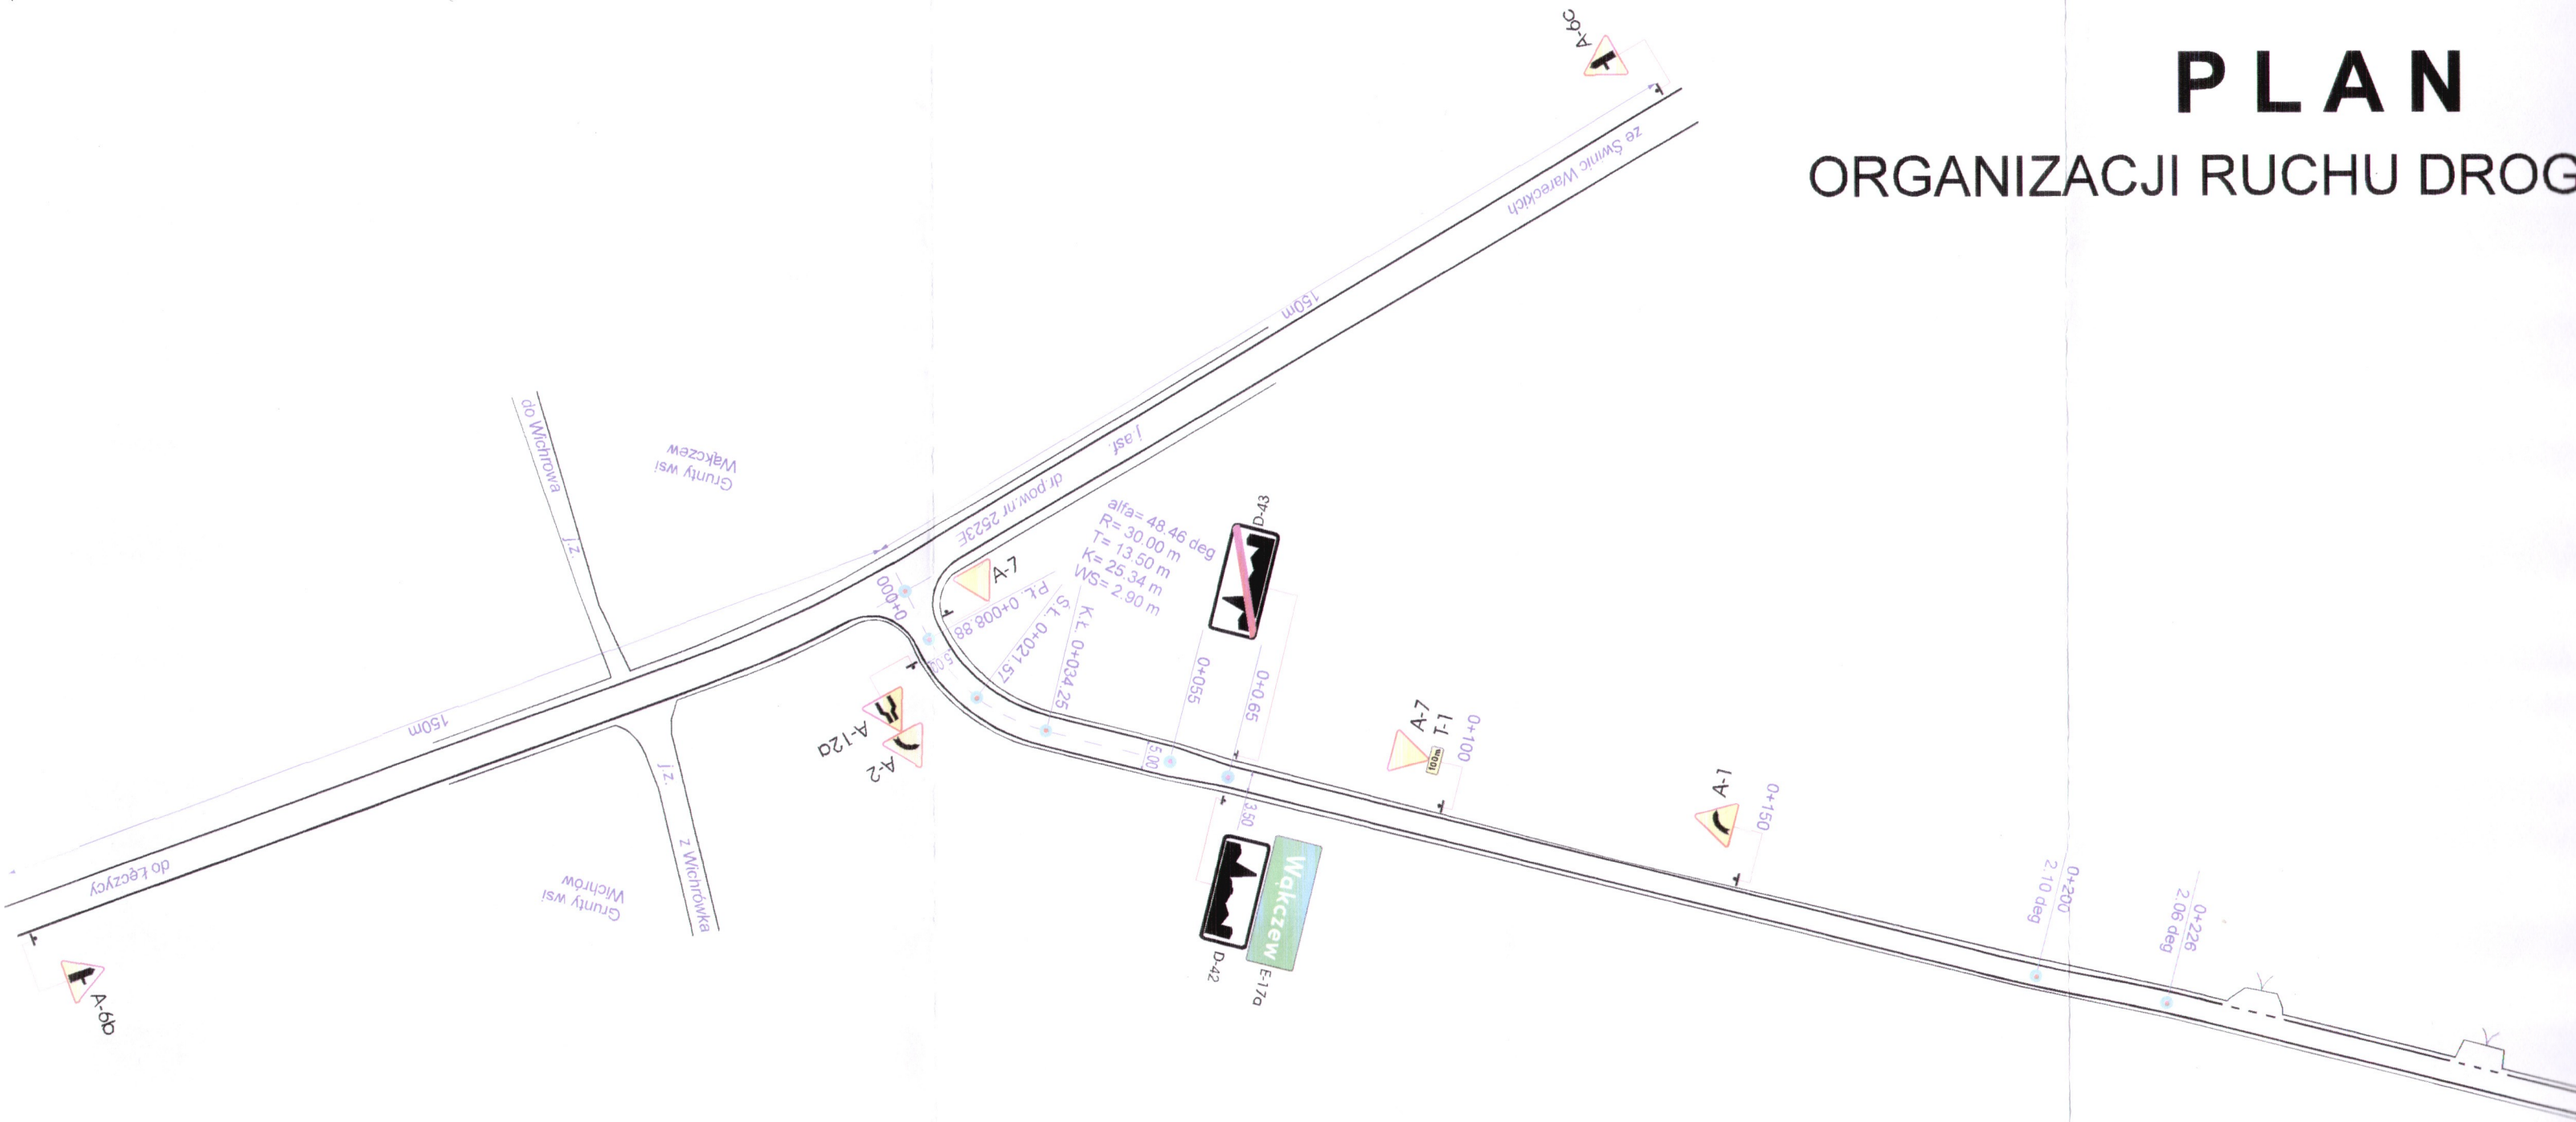 PLAN
ORGANIZACJI RUCHU DROG
A-6c
ze Świnic Wareckich
150m
j.asf.
dr.pow.nr 2523E
do Wichrowa
j.z.
Grunty wsi
Wąkczew
0+000
A-7
alfa= 48.46 deg
R= 30.00 m
T= 13.50 m
K= 25.34 m
WS= 2.90 m
P.Ł. 0+008.88
Ś.Ł. 0+021.57
K.Ł. 0+034.25
D-43
0+055
0+0.65
5.00
5.00
3.50
A-12a
A-2
A-7
T-1
100m
0+100
A-1
0+150
0+200
2.10 deg
0+226
2.06 deg
150m
do Łęczycy
j.z.
z Wichrówka
Grunty wsi
Wichrów
A-6b
D-42
Wąkczew
E-17a